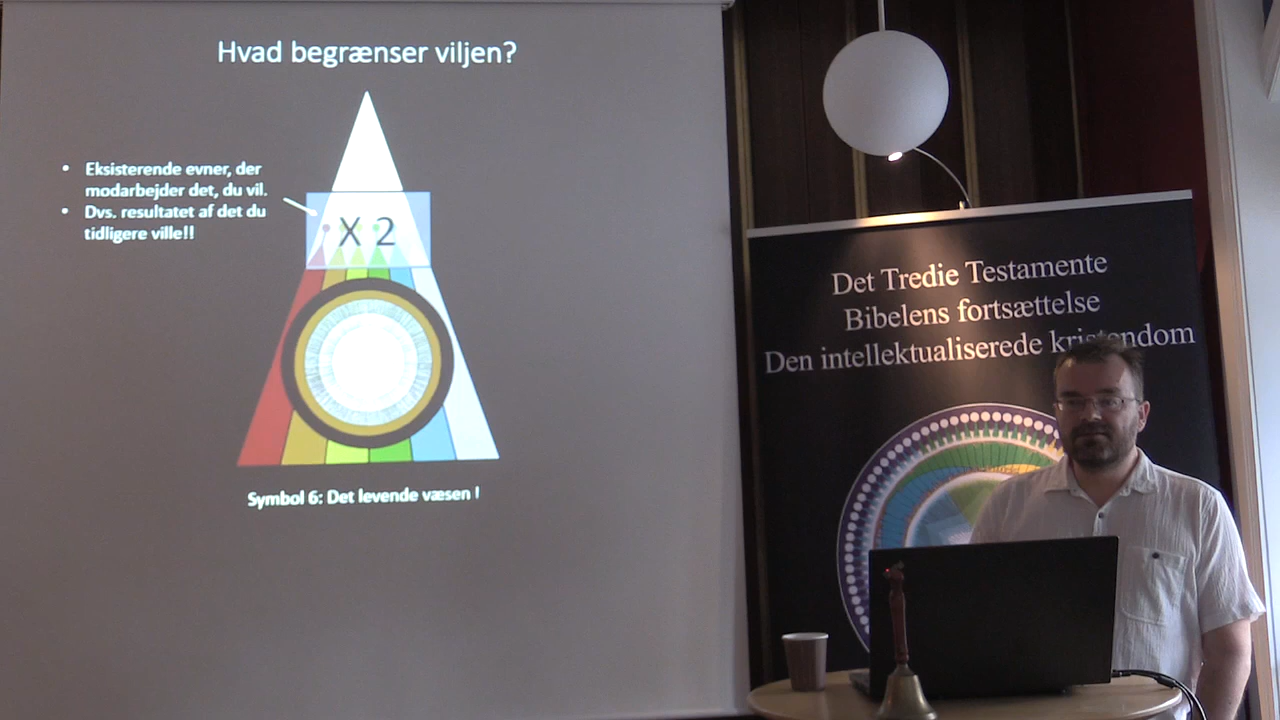 Hvad begrænser viljen?
• Eksisterende evner, der
modarbejder det, du vil.
• Dvs. resultatet af det du
tidligere ville!!
X 2
Symbol 6: Det levende væsen I
Det Tredie Testamente
Bibelens fortsættelse
Den intellektualiserede kristendom